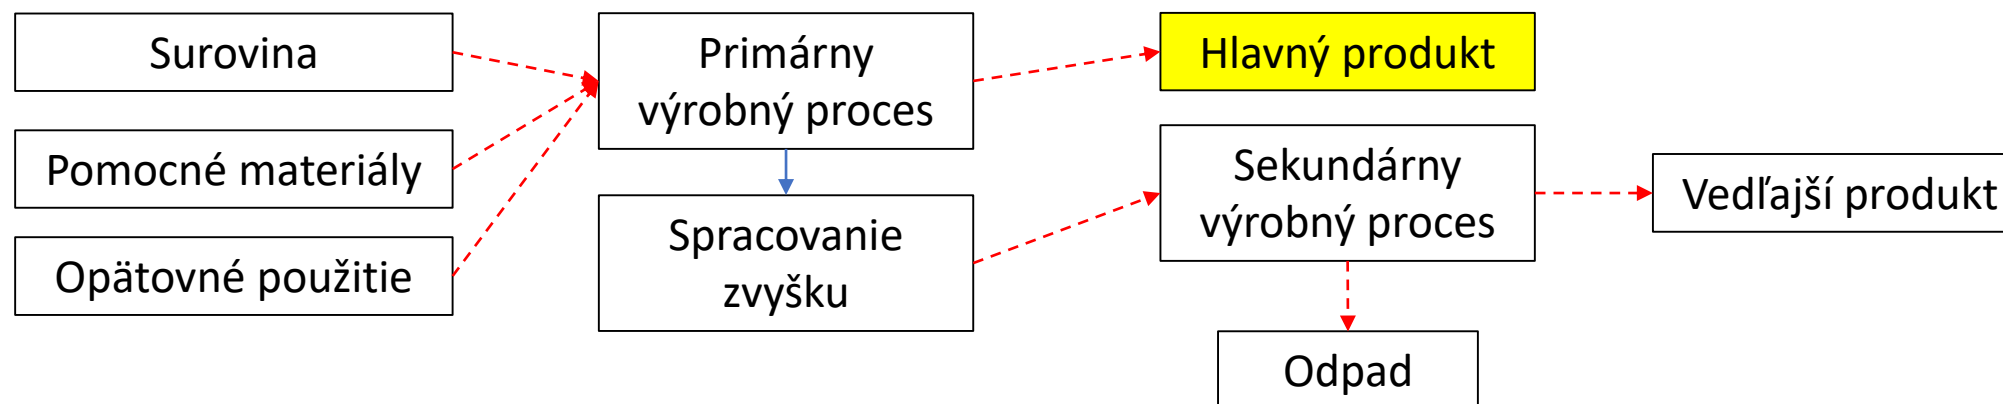 Surovina
Pomocné materiály
Opätovné použitie
Primárny
výrobný proces
Spracovanie
zvyšku
Hlavný produkt
Sekundárny
výrobný proces
Odpad
Vedľajší produkt